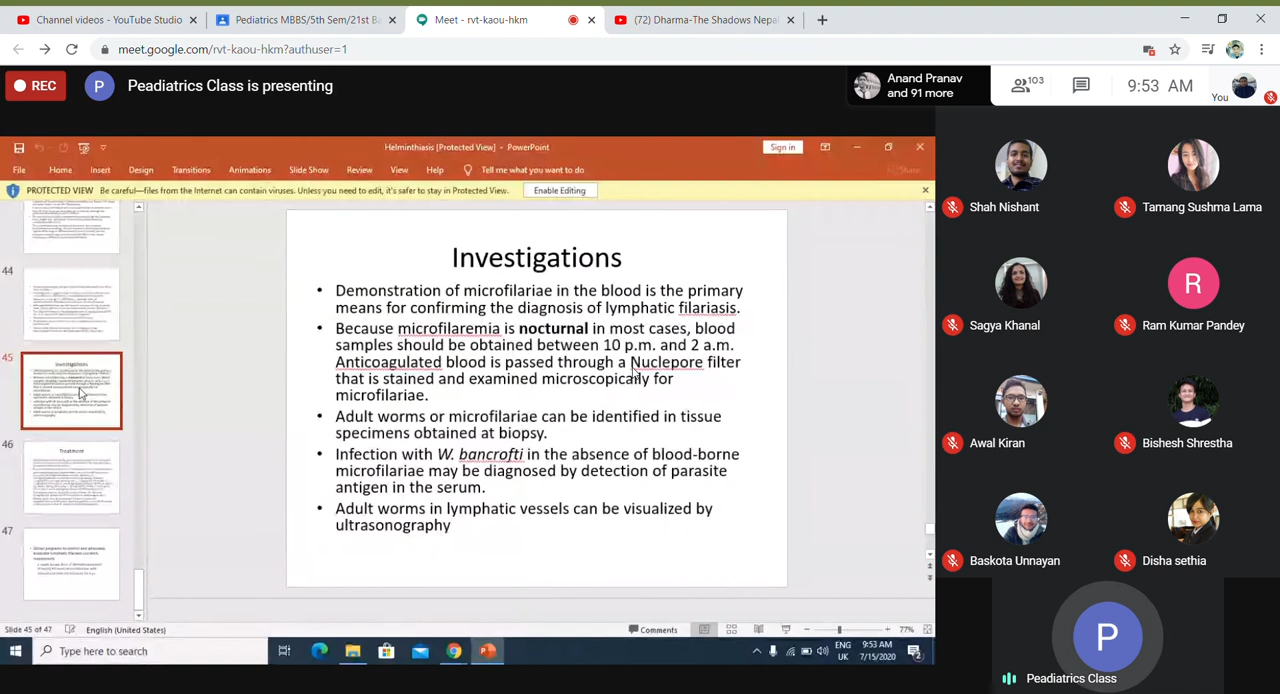 Channel videos - YouTube Studio
Pediatrics MBBS/5th Sem/21st Ba
Meet - rvt-kaou-hkm
(72) Dharma-The Shadows Nepal
meet.google.com/rvt-kaou-hkm?authuser=1
REC
P
Peadiatrics Class is presenting
Anand Pranav
and 91 more
103
9:53 AM
You
Helminthiasis [Protected View] - PowerPoint
Sign in
File Home Insert Design Transitions Animations Slide Show Review View Help Tell me what you want to do
Share
PROTECTED VIEW Be careful—files from the Internet can contain viruses. Unless you need to edit, it's safer to stay in Protected View.
Enable Editing
44
45
Investigations
46
Treatment
47
Investigations
• Demonstration of microfilariae in the blood is the primary
means for confirming the diagnosis of lymphatic filariasis.
• Because microfilaremia is nocturnal in most cases, blood
samples should be obtained between 10 p.m. and 2 a.m.
Anticoagulated blood is passed through a Nuclepore filter
that is stained and examined microscopically for
microfilariae.
• Adult worms or microfilariae can be identified in tissue
specimens obtained at biopsy.
• Infection with W. bancrofti in the absence of blood-borne
microfilariae may be diagnosed by detection of parasite
antigen in the serum.
• Adult worms in lymphatic vessels can be visualized by
ultrasonography
Slide 45 of 47
English (United States)
Comments
77%
Type here to search
ENG
UK
9:53 AM
7/15/2020
2
Shah Nishant
Tamang Sushma Lama
Sagya Khanal
R
Ram Kumar Pandey
Awal Kiran
Bishesh Shrestha
Baskota Unnayan
Disha sethia
P
Peadiatrics Class